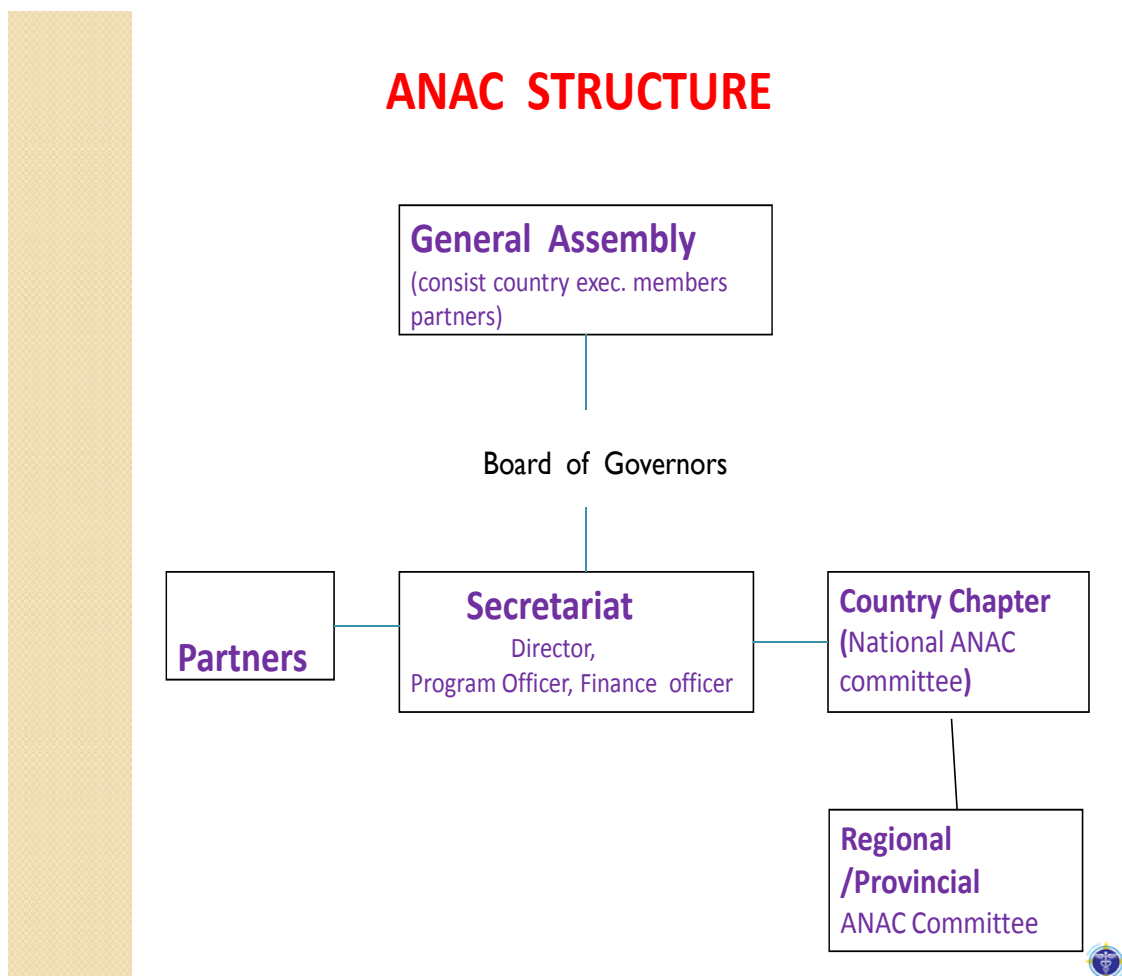 ANAC STRUCTURE
General Assembly
(consist country exec. members
partners)
Board of Governors
Partners
Secretariat
Director,
Program Officer, Finance officer
Country Chapter
(National ANAC
committee)
Regional
/Provincial
ANAC Committee